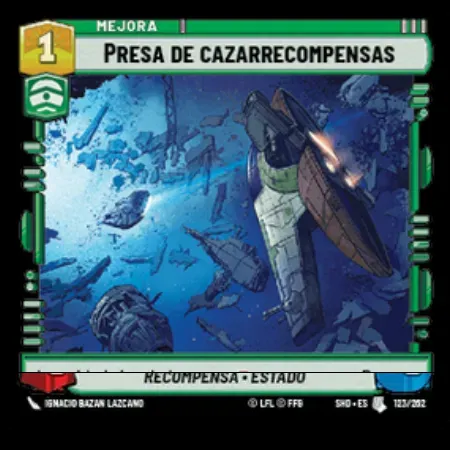 MEJORA
1
PRESA DE CAZARRECOMPENSAS
RECOMPENSA • ESTADO
IGNACIO BAZAN LAZCANO
© LFL © FFG
SHD • ES
123/262